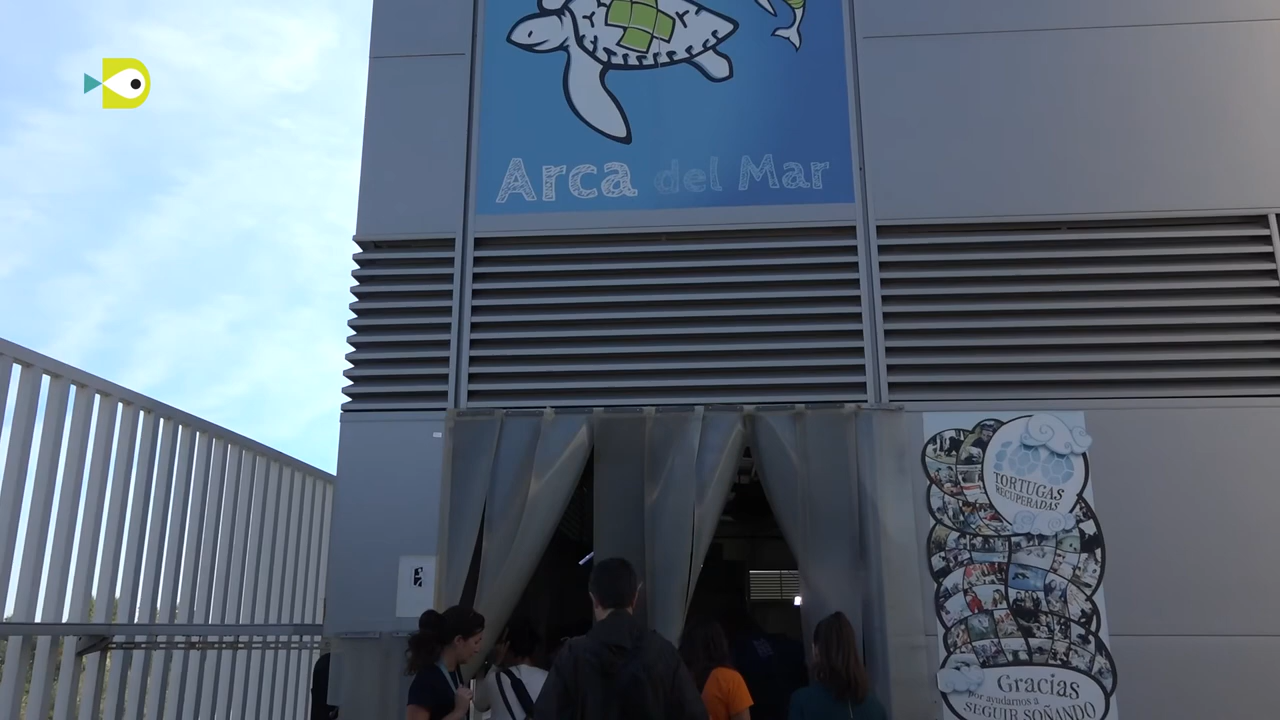 Arca del Mar
TORTUGAS
RECUPERADAS
Gracias
por ayudarnos a
SEGUIR SOÑANDO